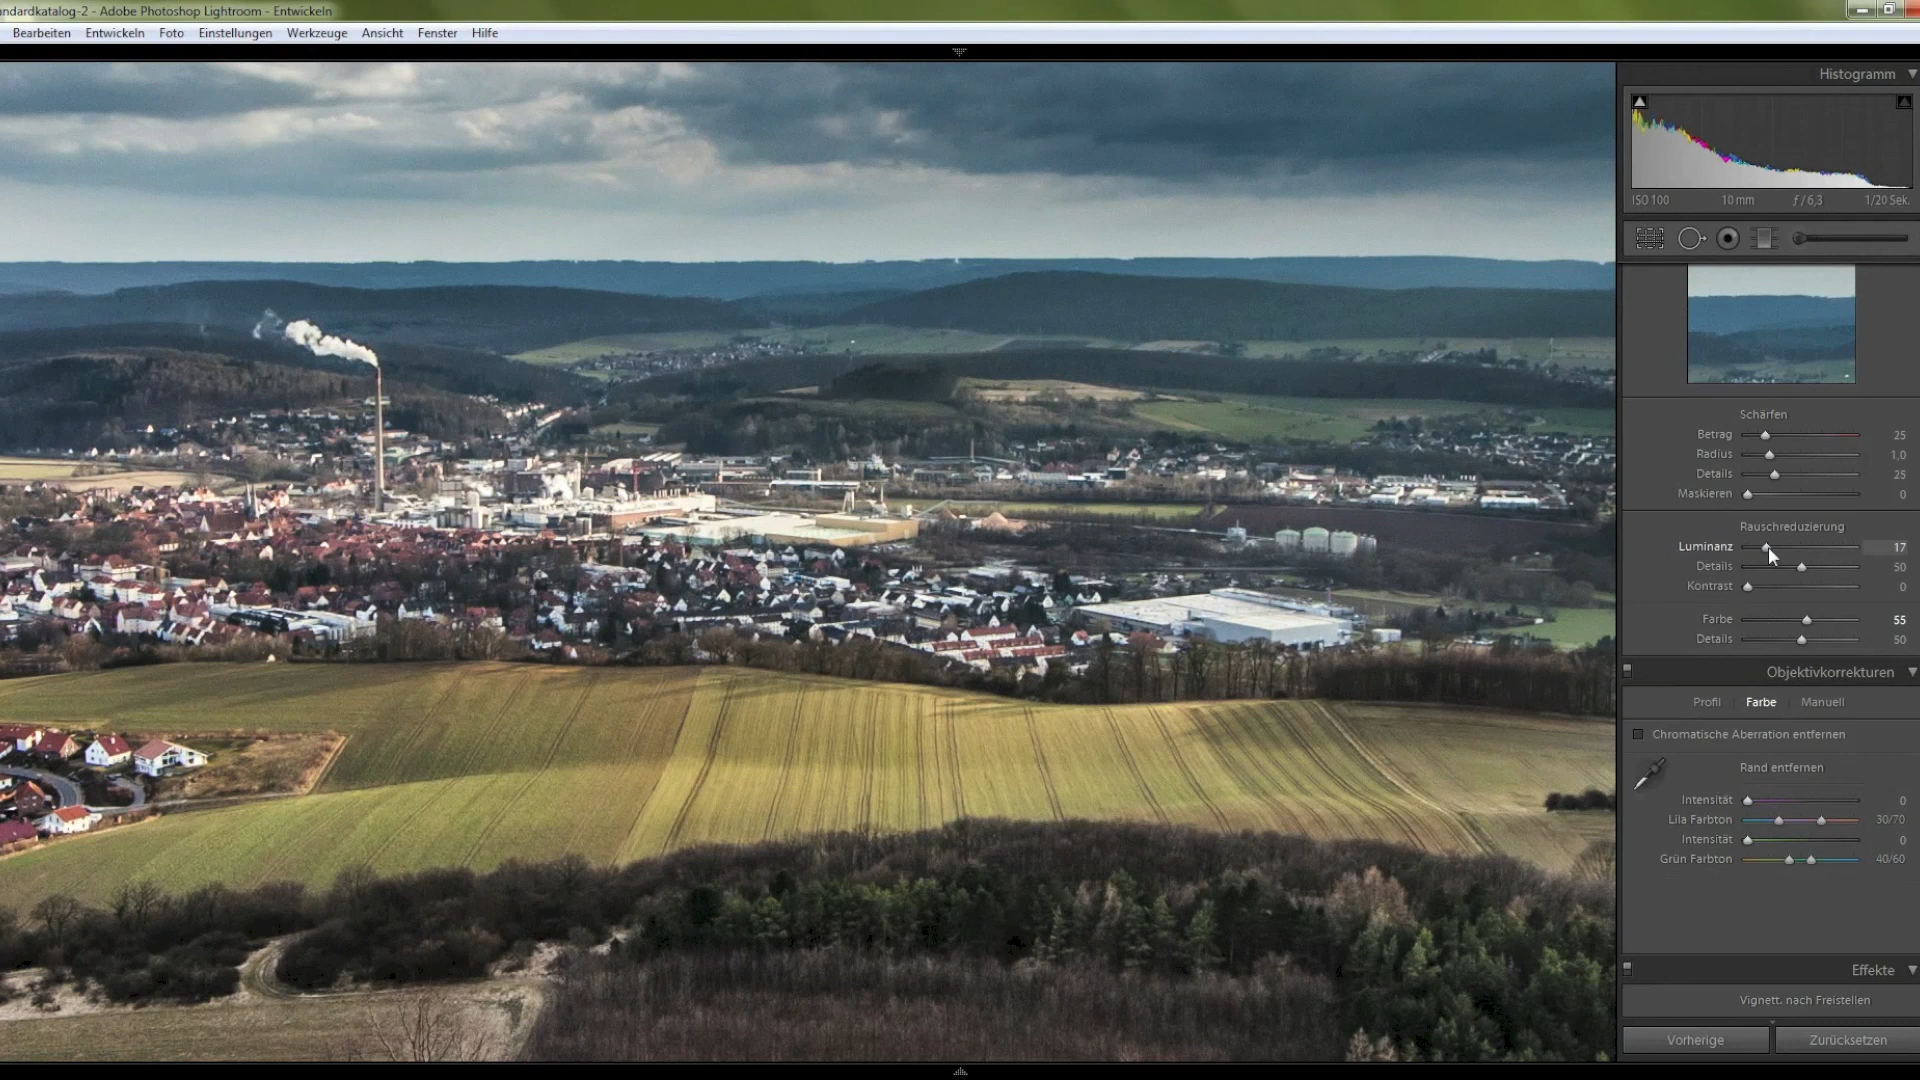 ndardkatalog-2 - Adobe Photoshop Lightroom - Entwickeln
Bearbeiten Entwickeln Foto Einstellungen Werkzeuge Ansicht Fenster Hilfe
Histogramm
ISO 100 10 mm ƒ / 6,3 1/20 Sek.
Schärfen
Betrag 25
Radius 1,0
Details 25
Maskieren 0
Rauschreduzierung
Luminanz 17
Details 50
Kontrast 0
Farbe 55
Details 50
Objektivkorrekturen
Profil Farbe Manuell
Chromatische Aberration entfernen
Rand entfernen
Intensität 0
Lila Farbton 30/70
Intensität 0
Grün Farbton 40/60
Effekte
Vignett. nach Freistellen
Vorherige Zurücksetzen